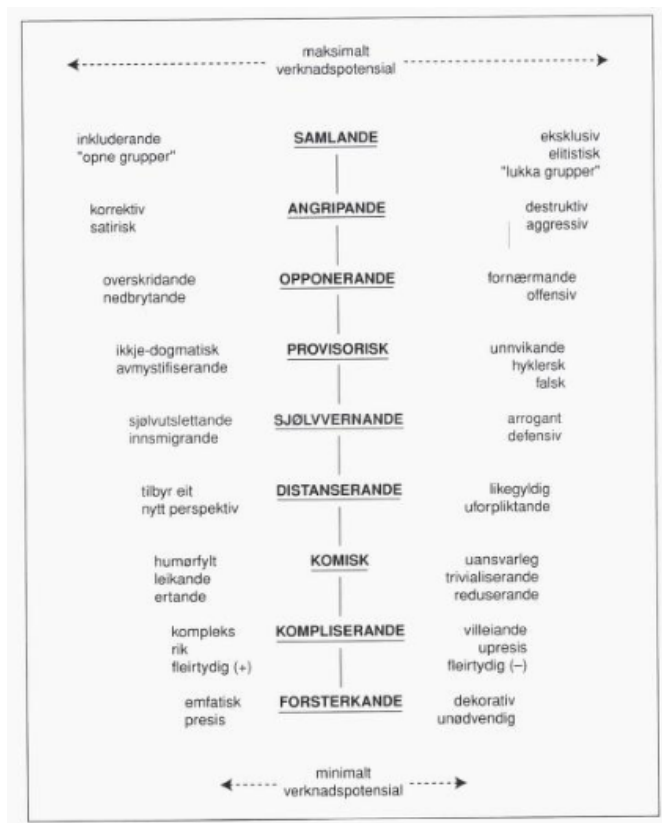 maksimalt
verknadspotensial
inkluderande
"opne grupper"
SAMLANDE
eksklusiv
elitistisk
"lukka grupper"
korrektiv
satirisk
ANGRIPANDE
destruktiv
aggressiv
overskridande
nedbrytande
OPPONERANDE
fornærmande
offensiv
ikkje-dogmatisk
avmystifiserande
PROVISORISK
unnvikande
hyklersk
falsk
sjølvutslettande
innsmigrande
SJØLVVERNANDE
arrogant
defensiv
tilbyr eit
nytt perspektiv
DISTANSERANDE
likegyldig
uforpliktande
humørfylt
leikande
ertande
KOMISK
uansvarleg
trivialiserande
reduserande
kompleks
rik
fleirtydig (+)
KOMPLISERANDE
villeiande
upresis
fleirtydig (–)
emfatisk
presis
FORSTERKANDE
dekorativ
unødvendig
minimalt
verknadspotensial